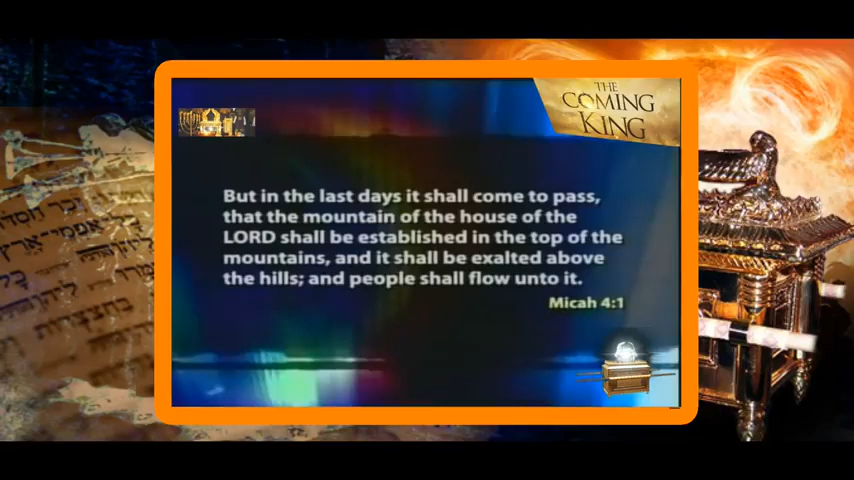 THE
COMING
KING
But in the last days it shall come to pass,
that the mountain of the house of the
LORD shall be established in the top of the
mountains, and it shall be exalted above
the hills; and people shall flow unto it.
Micah 4:1